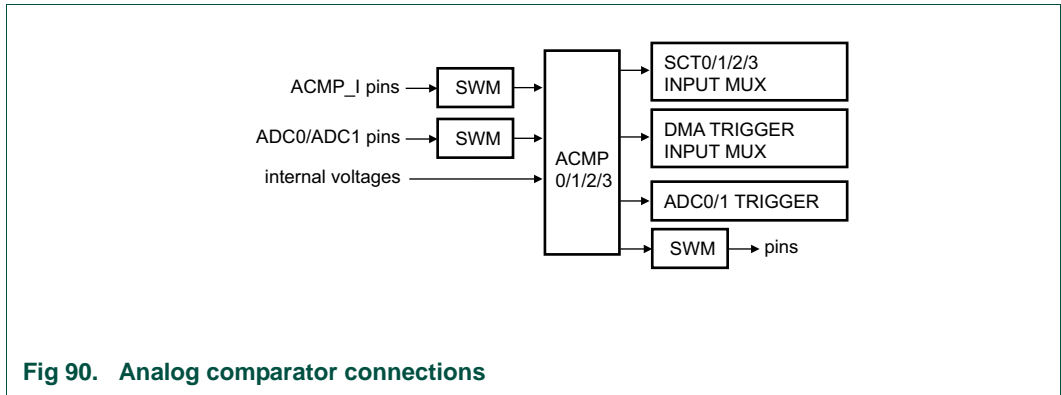 ACMP_I pins
SWM
ADC0/ADC1 pins
SWM
internal voltages
ACMP
0/1/2/3
SCT0/1/2/3
INPUT MUX
DMA TRIGGER
INPUT MUX
ADC0/1 TRIGGER
SWM
pins
Fig 90. Analog comparator connections